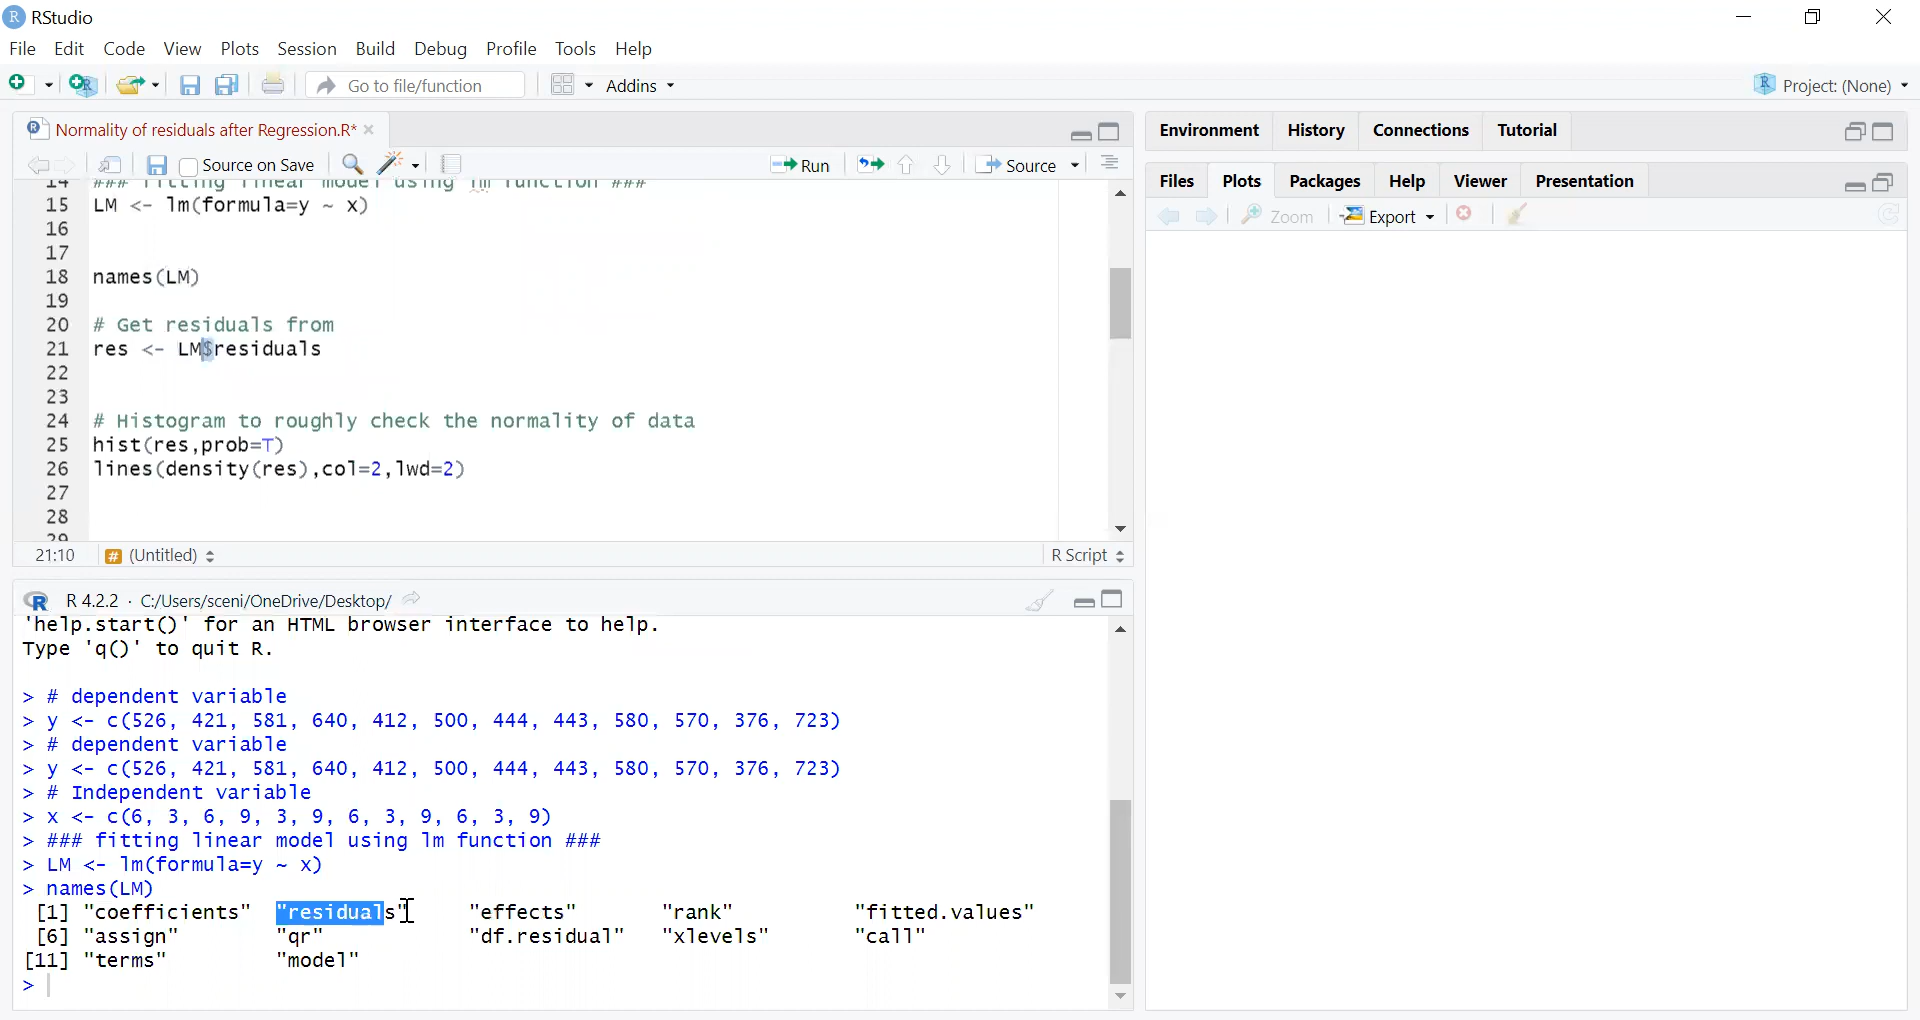 RStudio
File Edit Code View Plots Session Build Debug Profile Tools Help
Go to file/function Addins Project: (None)
Normality of residuals after Regression.R*
Source on Save Run Source
14 ### fitting linear model using lm function ###
15 LM <- lm(formula=y ~ x)
16
17
18 names(LM)
19
20 # Get residuals from
21 res <- LM$residuals
22
23
24 # Histogram to roughly check the normality of data
25 hist(res,prob=T)
26 lines(density(res),col=2,lwd=2)
27
28
29
21:10 # (Untitled) R Script
R 4.2.2 · C:/Users/sceni/OneDrive/Desktop/
'help.start()' for an HTML browser interface to help.
Type 'q()' to quit R.
> # dependent variable
> y <- c(526, 421, 581, 640, 412, 500, 444, 443, 580, 570, 376, 723)
> # dependent variable
> y <- c(526, 421, 581, 640, 412, 500, 444, 443, 580, 570, 376, 723)
> # Independent variable
> x <- c(6, 3, 6, 9, 3, 9, 6, 3, 9, 6, 3, 9)
> ### fitting linear model using lm function ###
> LM <- lm(formula=y ~ x)
> names(LM)
[1] "coefficients" "residuals" "effects" "rank" "fitted.values"
[6] "assign" "qr" "df.residual" "xlevels" "call"
[11] "terms" "model"
>
Environment History Connections Tutorial
Files Plots Packages Help Viewer Presentation
Zoom Export